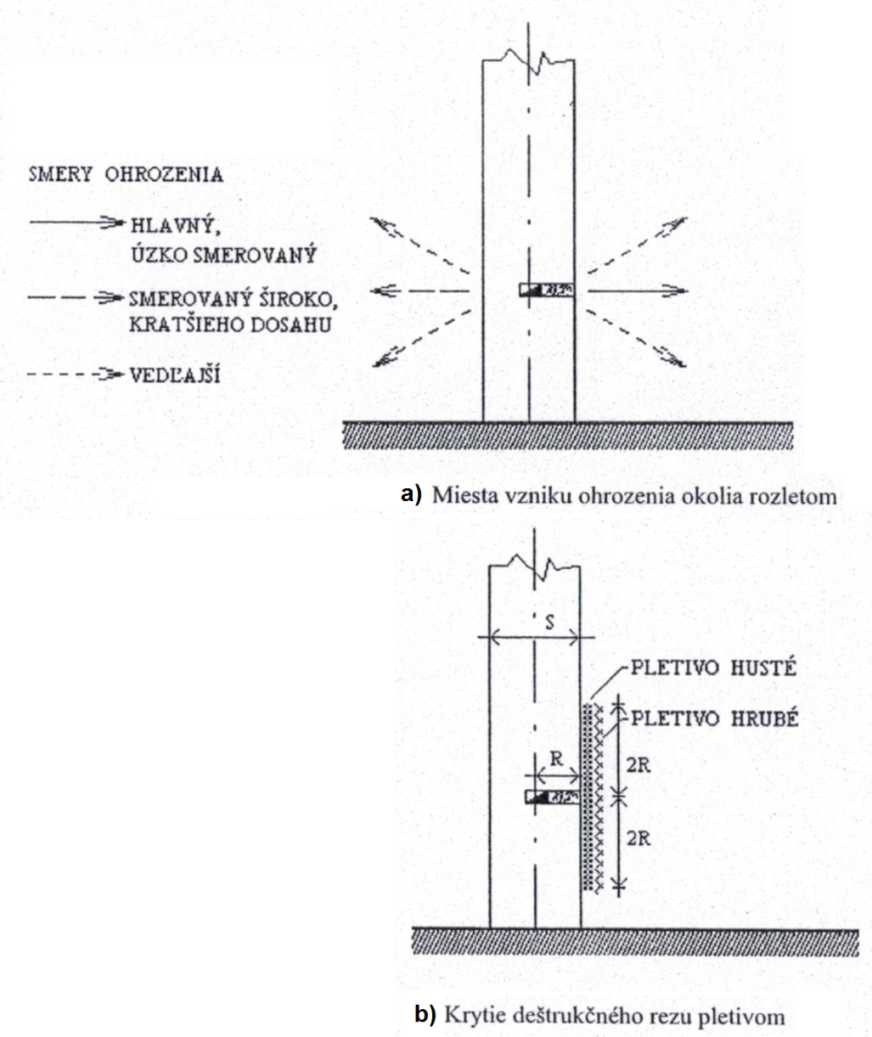 SMERY OHROZENIA
HLAVNÝ,
ÚZKO SMEROVANÝ
SMEROVANÝ ŠIROKO,
KRATŠIEHO DOSAHU
VEDĽAJŠÍ
a) Miesta vzniku ohrozenia okolia rozletom
S
PLETIVO HUSTÉ
PLETIVO HRUBÉ
R
2R
2R
b) Krytie deštrukčného rezu pletivom